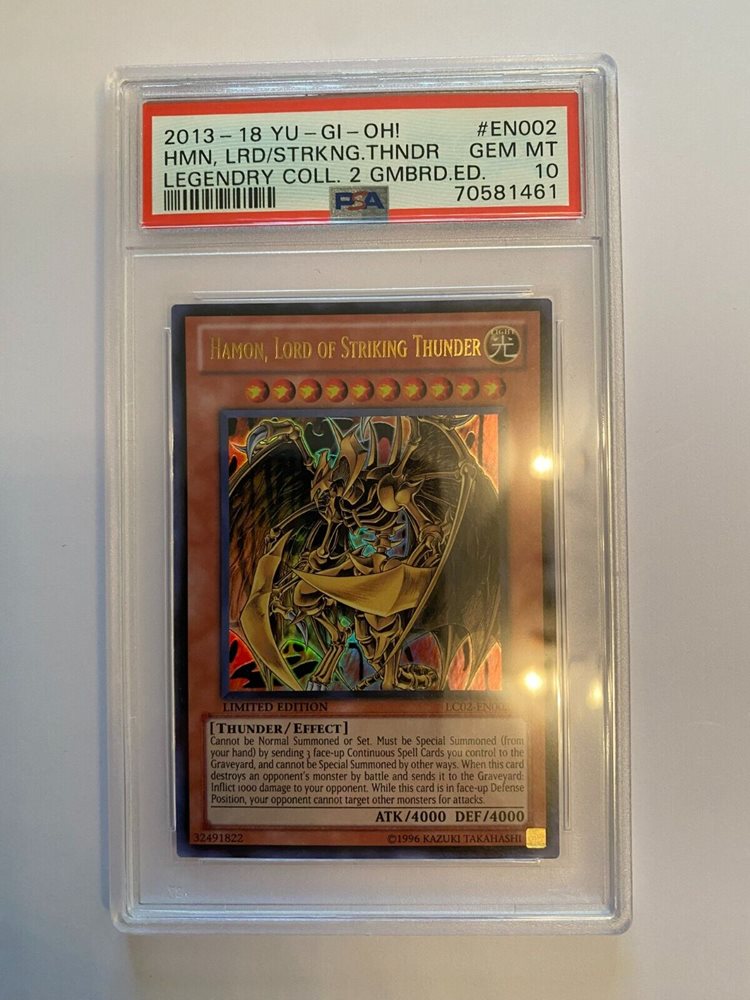 2013-18 YU-GI-OH! #EN002
HMN, LRD/STRKNG.THNDR GEM MT
LEGENDRY COLL. 2 GMBRD.ED. 10
PSA 70581461
HAMON, LORD OF STRIKING THUNDER
LIGHT
光
LIMITED EDITION
[THUNDER/EFFECT]
Cannot be Normal Summoned or Set. Must be Special Summoned (from
your hand) by sending 3 face-up Continuous Spell Cards you control to the
Graveyard, and cannot be Special Summoned by other ways. When this card
destroys an opponent's monster by battle and sends it to the Graveyard:
Inflict 1000 damage to your opponent. While this card is in face-up Defense
Position, your opponent cannot target other monsters for attacks.
ATK/4000 DEF/4000
32491822 ©1996 KAZUKI TAKAHASHI